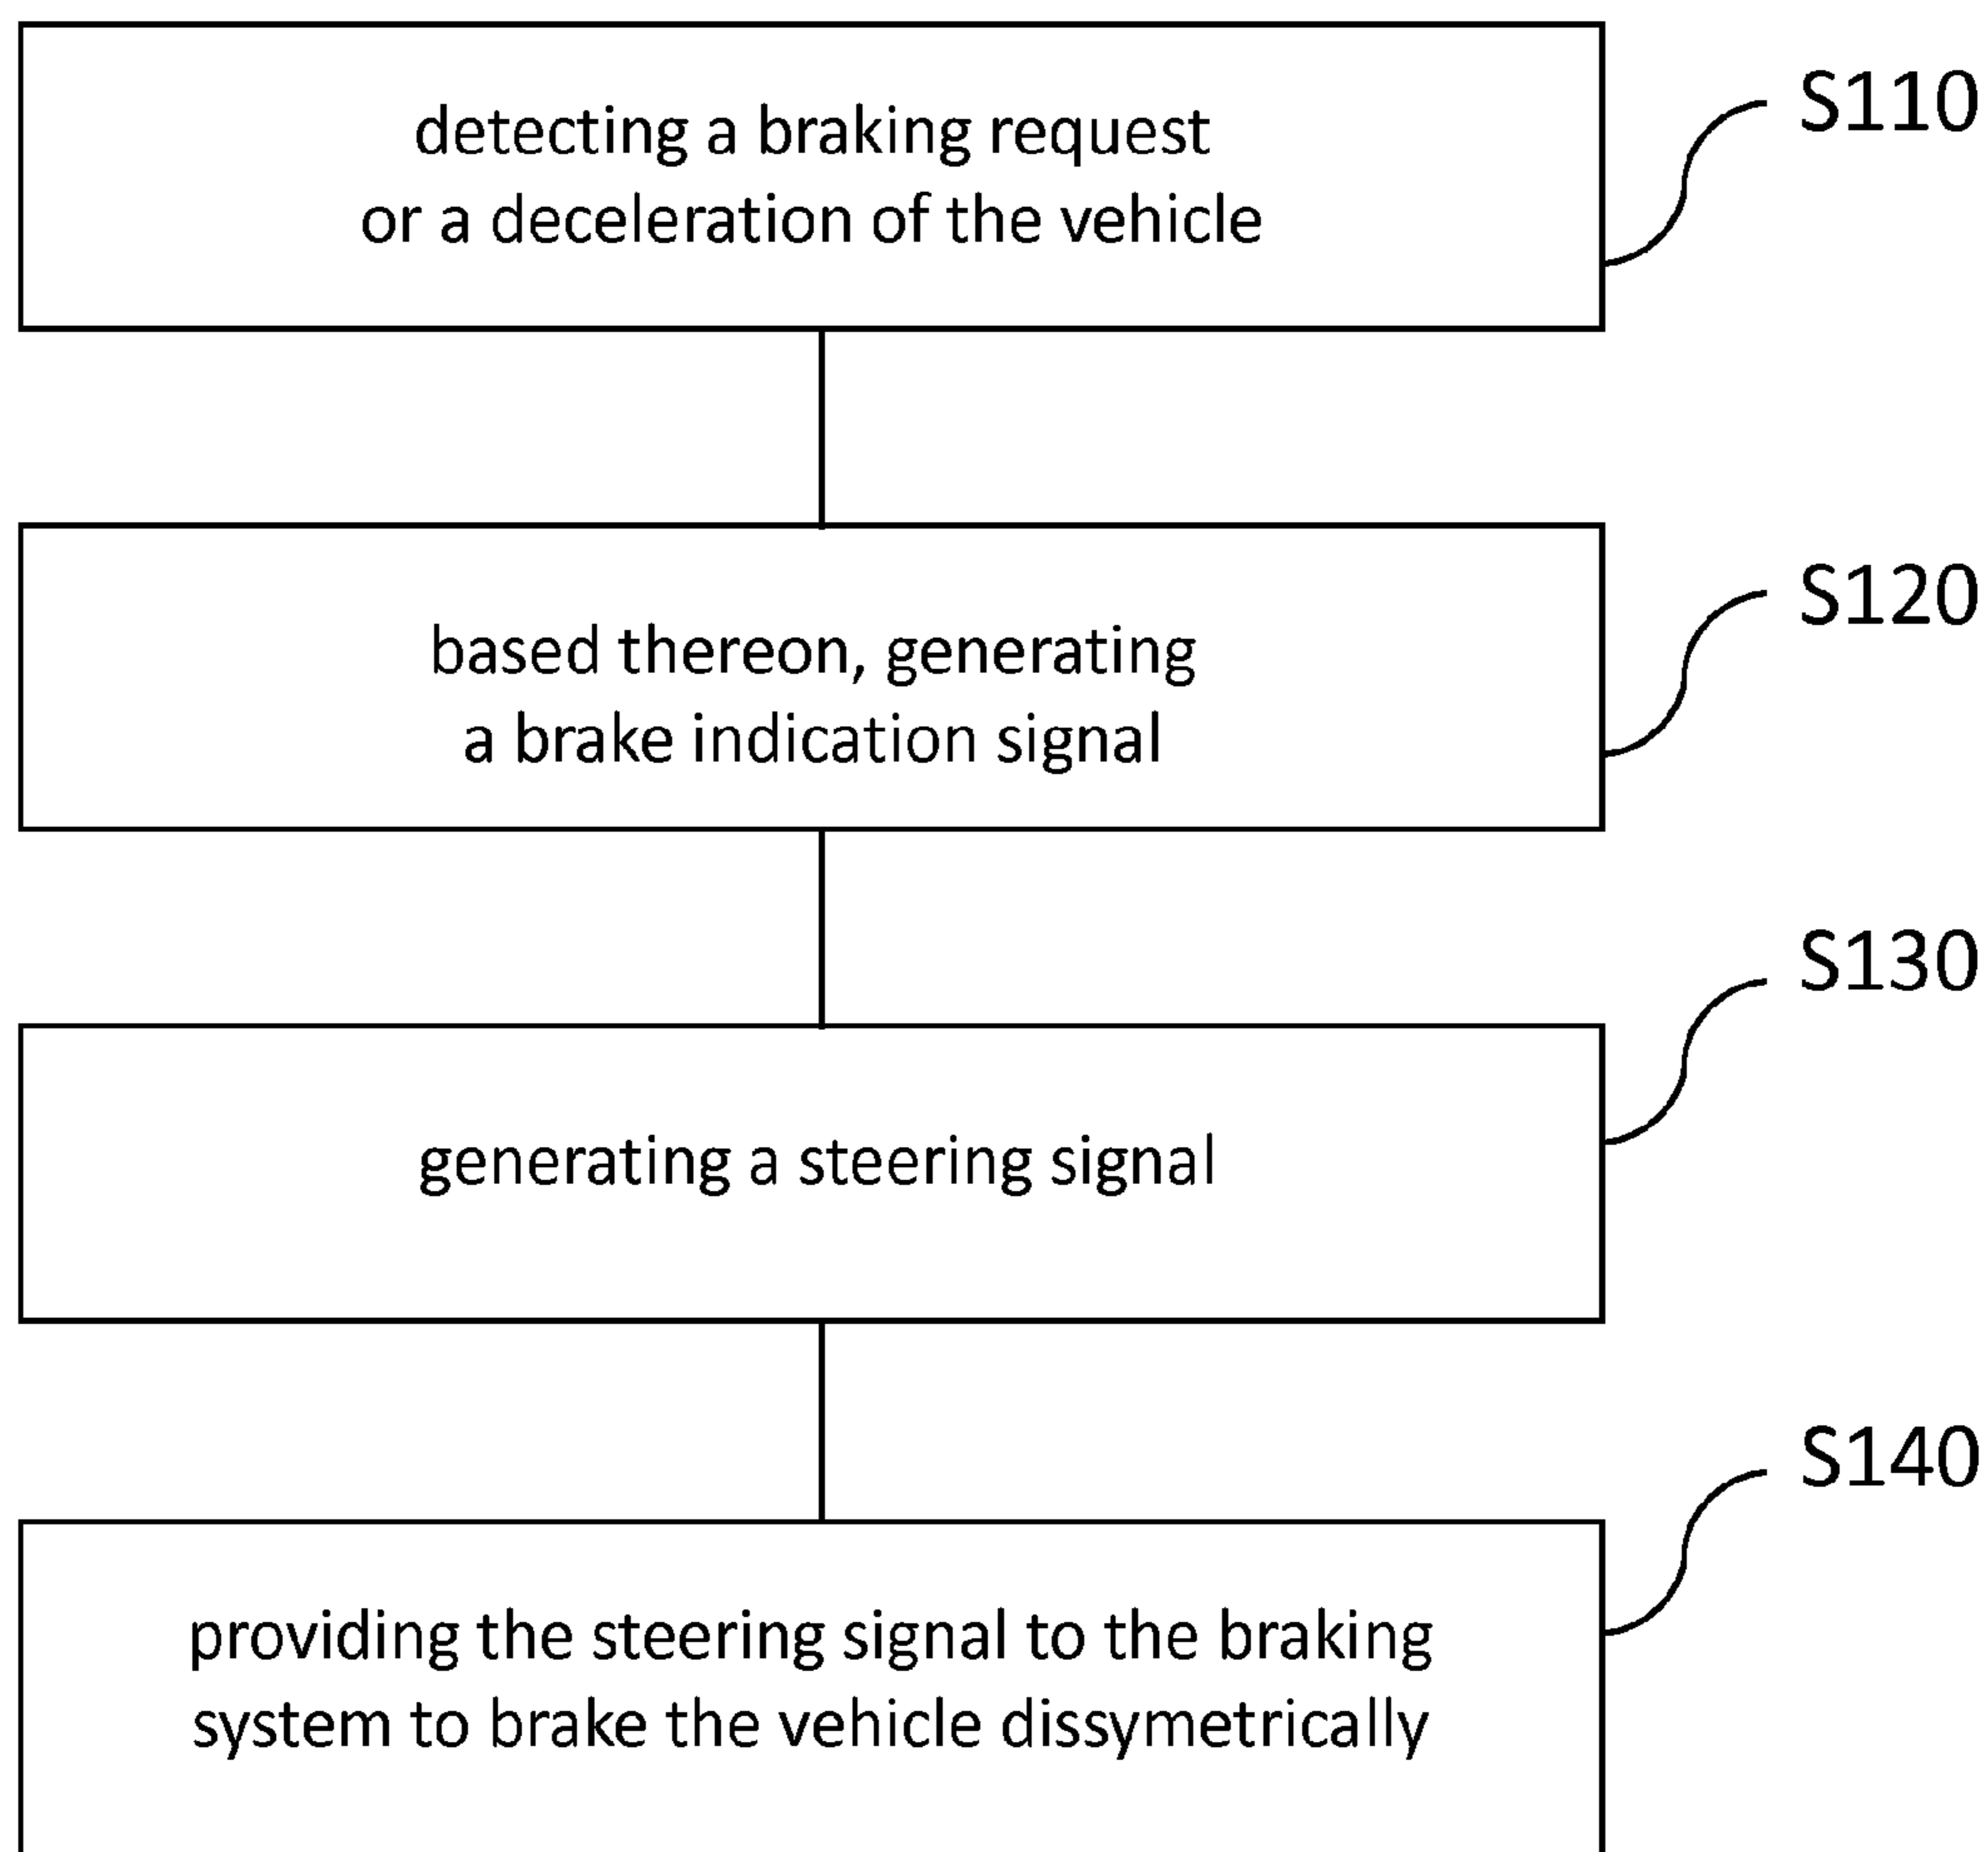 detecting a braking request
or a deceleration of the vehicle
S110
based thereon, generating
a brake indication signal
S120
generating a steering signal
S130
providing the steering signal to the braking
system to brake the vehicle dissymetrically
S140